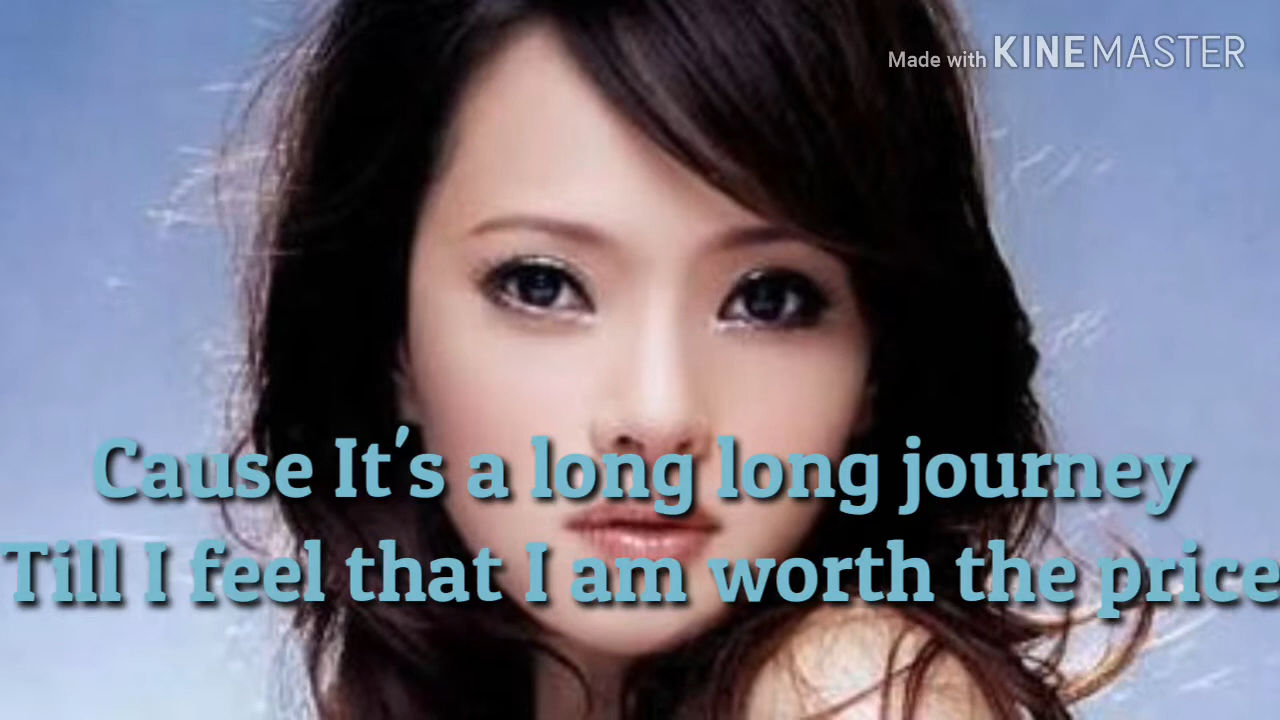 Made with KINEMASTER
Cause It's a long long journey
Till I feel that I am worth the price